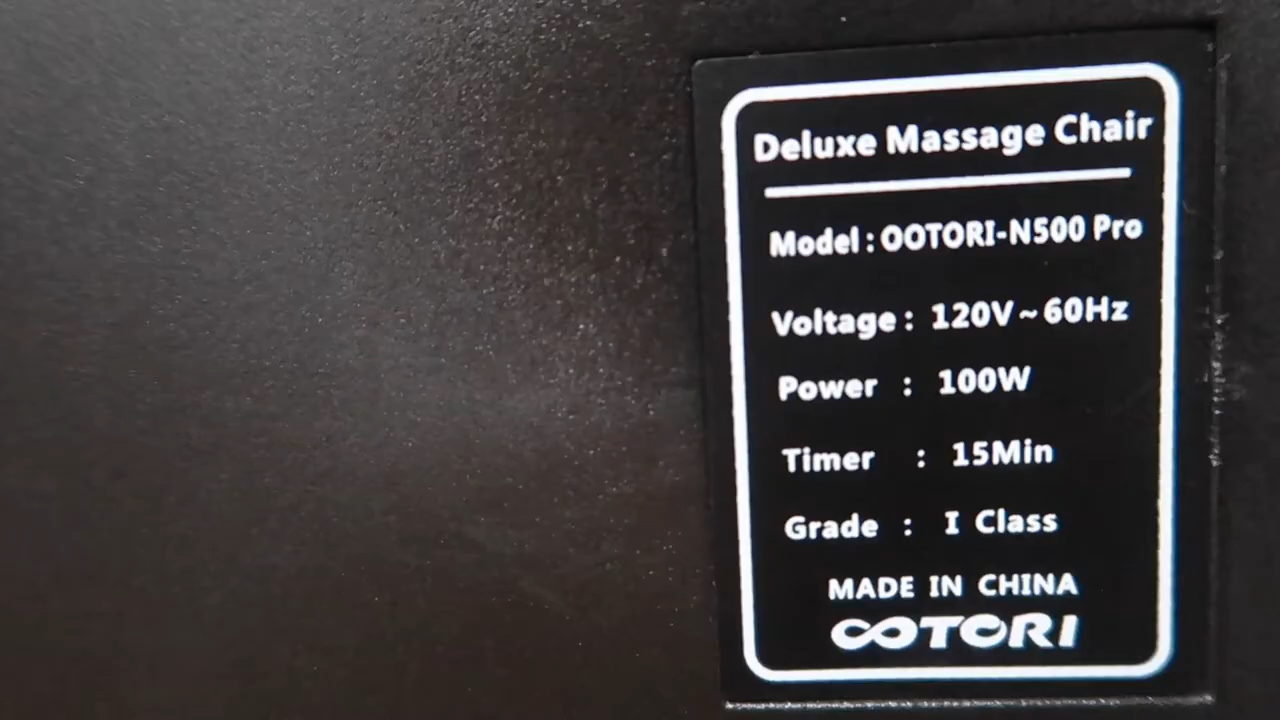 Deluxe Massage Chair
Model : OOTORI-N500 Pro
Voltage : 120V ~ 60Hz
Power : 100W
Timer : 15Min
Grade : I Class
MADE IN CHINA
OOTORI